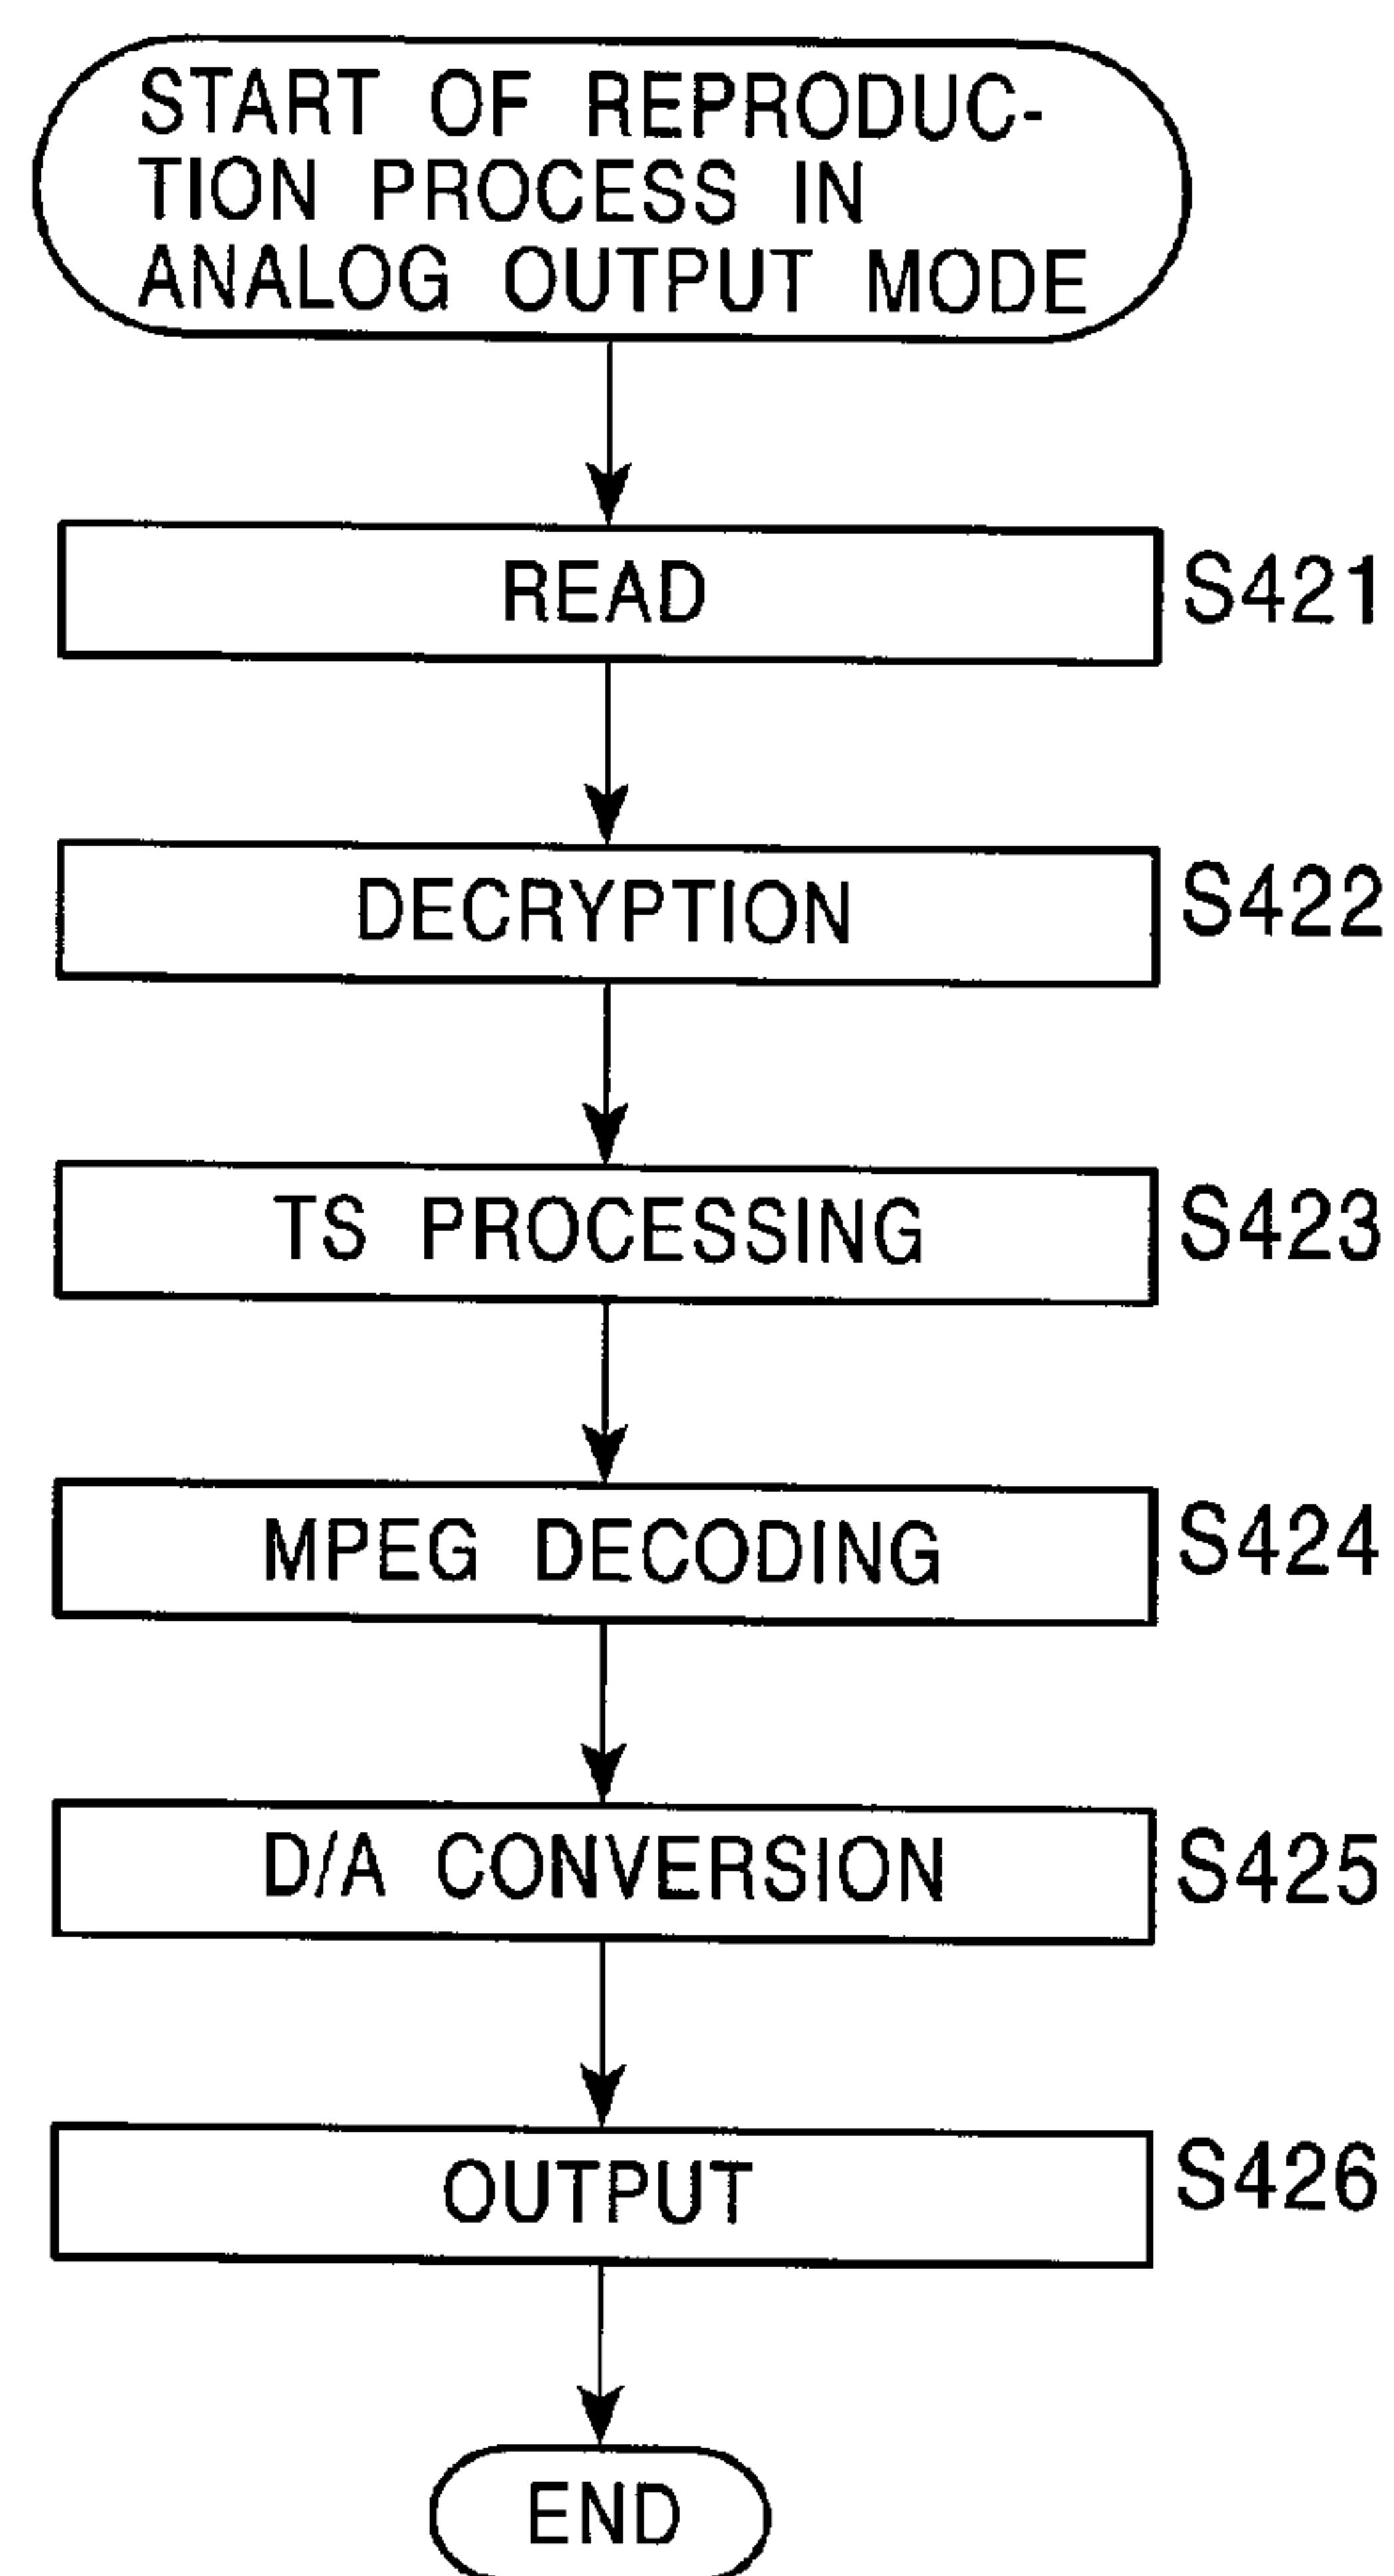 START OF REPRODUC-
TION PROCESS IN
ANALOG OUTPUT MODE
READ
S421
DECRYPTION
S422
TS PROCESSING
S423
MPEG DECODING
S424
D/A CONVERSION
S425
OUTPUT
S426
END